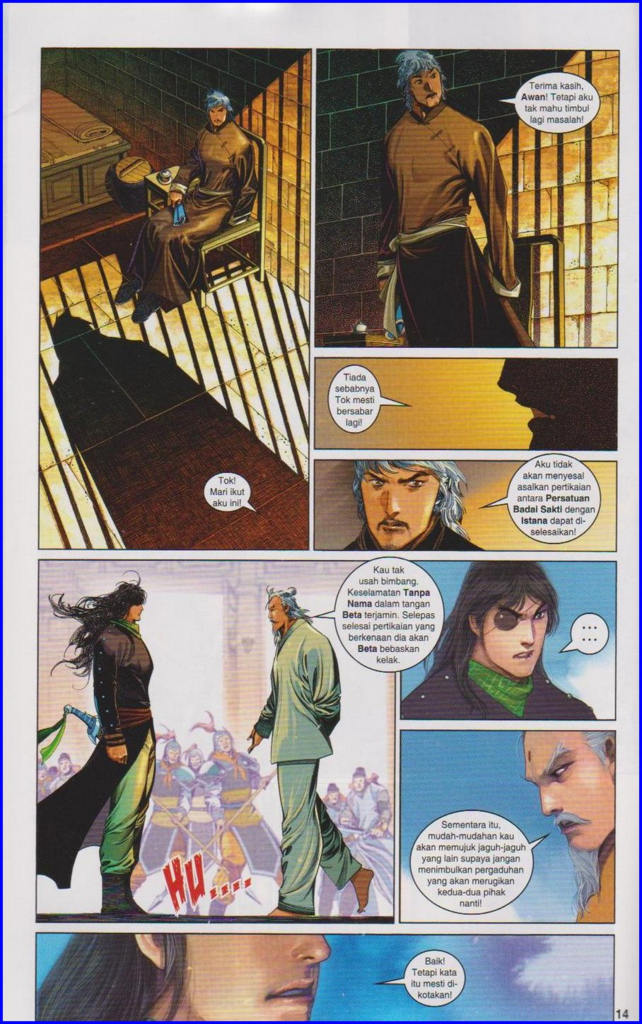 Tok!
Mari ikut
aku ini!
Terima kasih,
Awan! Tetapi aku
tak mahu timbul
lagi masalah!
Tiada
sebabnya
Tok mesti
bersabar
lagi!
Aku tidak
akan menyesal
asalkan pertikaian
antara Persatuan
Badai Sakti dengan
Istana dapat di-
selesaikan!
Kau tak
usah bimbang.
Keselamatan Tanpa
Nama dalam tangan
Beta terjamin. Selepas
selesai pertikaian yang
berkenaan dia akan
Beta bebaskan
kelak.
HU....
...
...
Sementara itu,
mudah-mudahan kau
akan memujuk jaguh-jaguh
yang lain supaya jangan
menimbulkan pergaduhan
yang akan merugikan
kedua-dua pihak
nanti!
Baik!
Tetapi kata
itu mesti di-
kotakan!
14